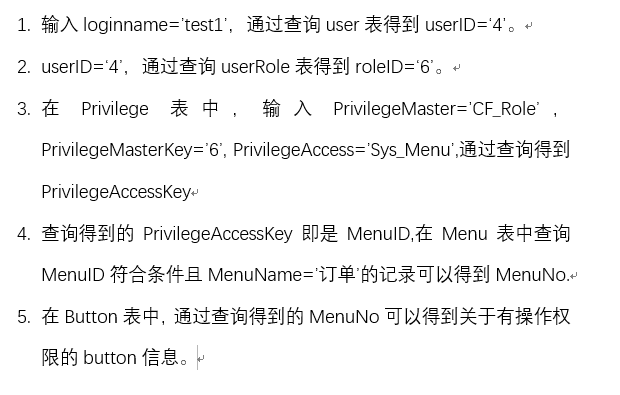 1. 输入 loginname='test1'，通过查询 user 表得到 userID='4'。
2. userID='4'，通过查询 userRole 表得到 roleID='6'。
3. 在 Privilege 表中，输入 PrivilegeMaster='CF_Role'，
PrivilegeMasterKey='6', PrivilegeAccess='Sys_Menu',通过查询得到
PrivilegeAccessKey
4. 查询得到的 PrivilegeAccessKey 即是 MenuID,在 Menu 表中查询
MenuID 符合条件且 MenuName='订单'的记录可以得到 MenuNo.
5. 在 Button 表中, 通过查询得到的 MenuNo 可以得到关于有操作权
限的 button 信息。